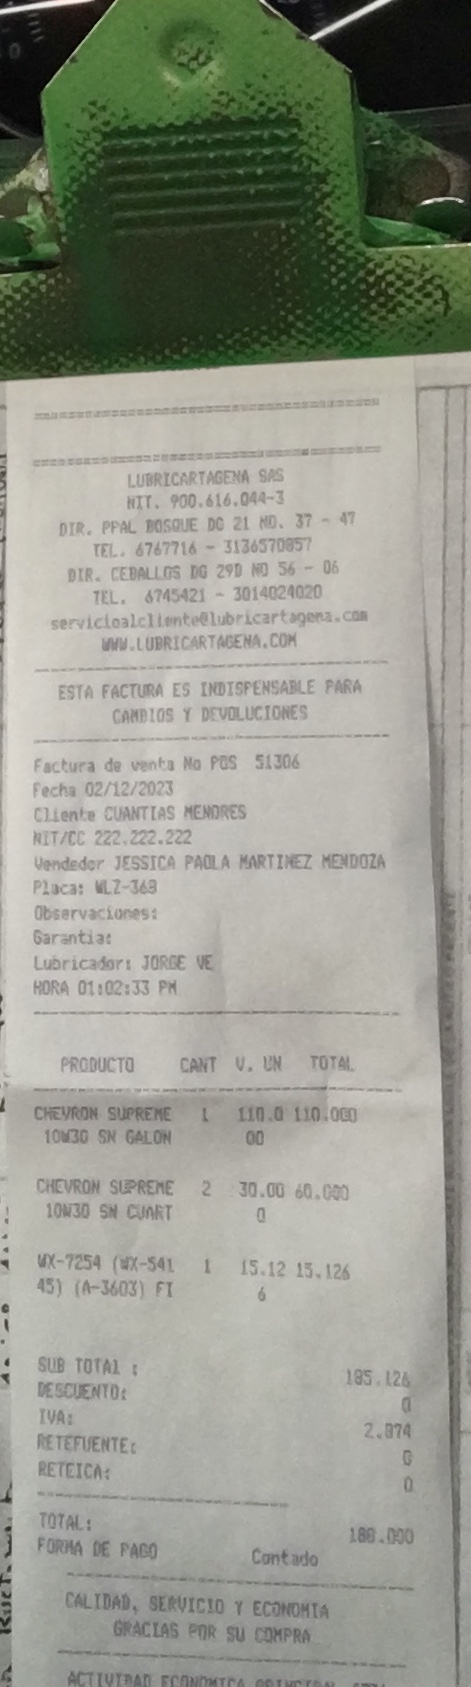 LUBRICARTAGENA SAS
NIT. 900.616.044-3
DIR. PPAL BOSQUE DG 21 NO. 37 - 47
TEL. 6767716 - 3136570857
DIR. CEBALLOS DG 29D NO 56 - 06
TEL. 6745421 - 3014024020
servicioalcliente@lubricartagena.com
WWW.LUBRICARTAGENA.COM
ESTA FACTURA ES INDISPENSABLE PARA
CAMBIOS Y DEVOLUCIONES
Factura de venta No POS 51306
Fecha 02/12/2023
Cliente CUANTIAS MENORES
NIT/CC 222.222.222
Vendedor JESSICA PAOLA MARTINEZ MENDOZA
Placa: WLZ-369
Observaciones:
Garantia:
Lubricador: JORGE VE
HORA 01:02:33 PM
PRODUCTO CANT V. UN TOTAL
CHEVRON SUPREME 1 110.0 110.000
10W30 SN GALON 00
CHEVRON SUPREME 2 30.00 60.000
10W30 SN CUART 0
WX-7254 (WX-541 1 15.12 15.126
45) (A-3603) FI 6
SUB TOTAL : 185.126
DESCUENTO: 0
IVA: 2.874
RETEFUENTE: 0
RETEICA: 0
TOTAL: 188.000
FORMA DE PAGO Contado
CALIDAD, SERVICIO Y ECONOMIA
GRACIAS POR SU COMPRA
ACTIVIDAD ECONOMICA PRINCIPAL